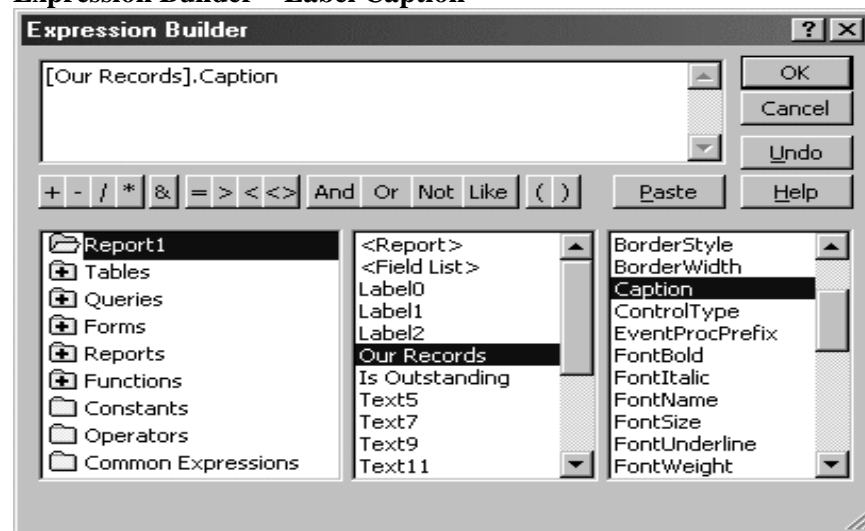 Expression Builder – Label Caption
Expression Builder
? ×
[Our Records].Caption
OK
Cancel
Undo
+ - / * & = > < <> And Or Not Like ( ) Paste Help
Report1
Tables
Queries
Forms
Reports
Functions
Constants
Operators
Common Expressions
<Report>
<Field List>
Label0
Label1
Label2
Our Records
Is Outstanding
Text5
Text7
Text9
Text11
BorderStyle
BorderWidth
Caption
ControlType
EventProcPrefix
FontBold
FontItalic
FontName
FontSize
FontUnderline
FontWeight